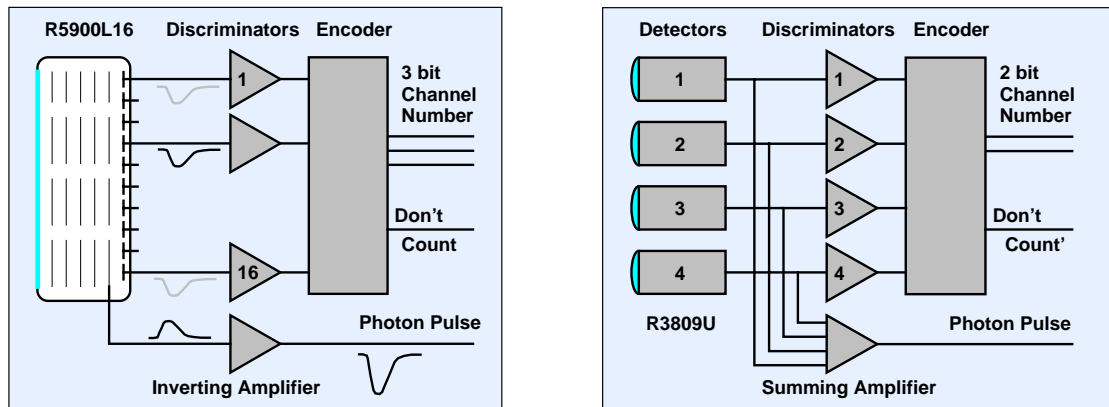 R5900L16 Discriminators Encoder
1
3 bit
Channel
Number
Don't
Count
16
Photon Pulse
Inverting Amplifier
Detectors Discriminators Encoder
1 1
2 bit
Channel
Number
2 2
3 3
Don't
Count'
4 4
R3809U
Photon Pulse
Summing Amplifier